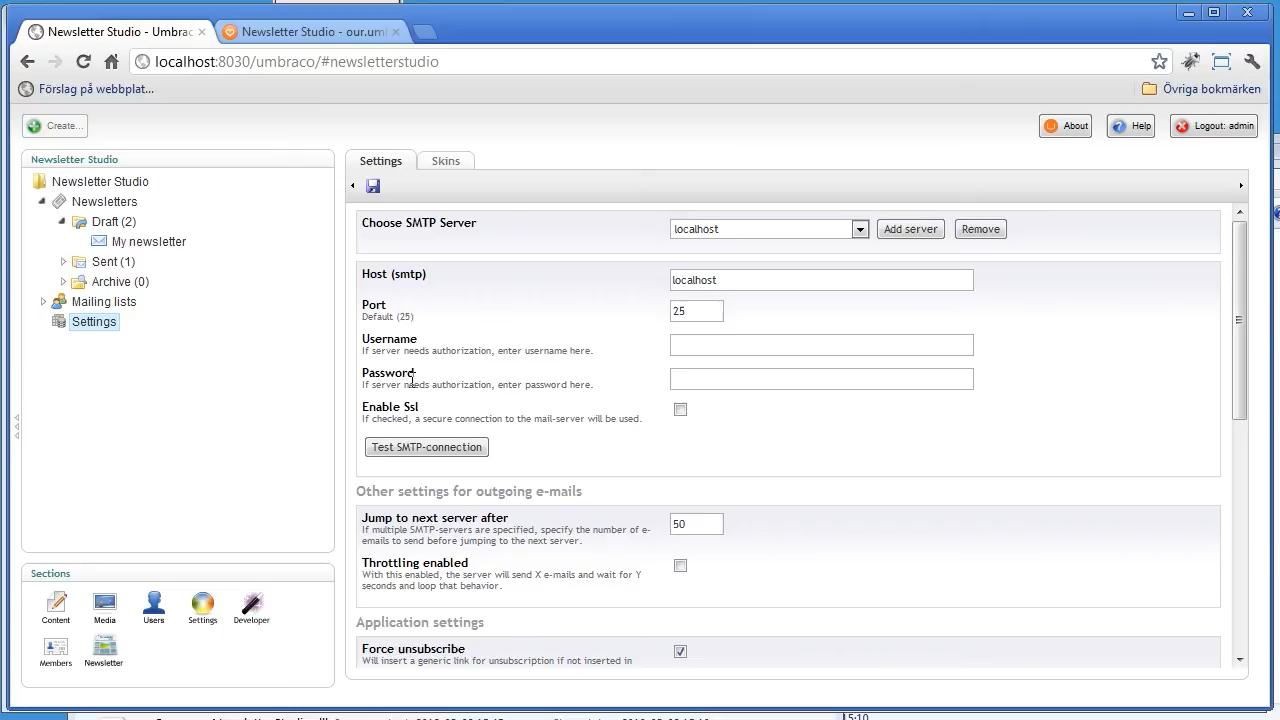 Newsletter Studio - Umbrac
Newsletter Studio - our.um
localhost:8030/umbraco/#newsletterstudio
Förslag på webbplat...
Övriga bokmärken
Create...
About
Help
Logout: admin
Newsletter Studio
Newsletter Studio
Newsletters
Draft (2)
My newsletter
Sent (1)
Archive (0)
Mailing lists
Settings
Sections
Content
Media
Users
Settings
Developer
Members
Newsletter
Settings
Skins
Choose SMTP Server
localhost
Add server
Remove
Host (smtp)
localhost
Port
25
Default (25)
Username
If server needs authorization, enter username here.
Password
If server needs authorization, enter password here.
Enable Ssl
If checked, a secure connection to the mail-server will be used.
Test SMTP-connection
Other settings for outgoing e-mails
Jump to next server after
50
If multiple SMTP-servers are specified, specify the number of e-
mails to send before jumping to the next server.
Throttling enabled
With this enabled, the server will send X e-mails and wait for Y
seconds and loop that behavior.
Application settings
Force unsubscribe
Will insert a generic link for unsubscription if not inserted in
15:10